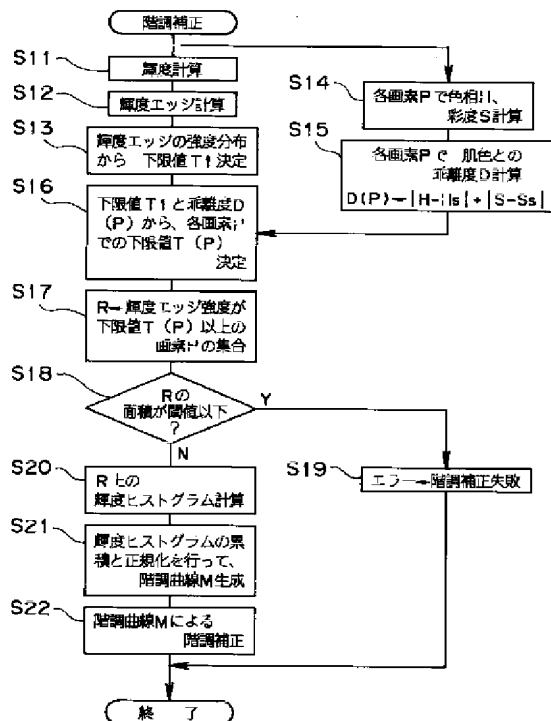 階調補正
S11
輝度計算
S12
輝度エッジ計算
S13
輝度エッジの強度分布
から 下限値T1 決定
S14
各画素Pで色相H、
彩度S計算
S15
各画素Pで 肌色との
乖離度D計算
D(P)←|H-Hs|+|S-Ss|
S16
下限値T1と乖離度D
(P)から、各画素P
での下限値T(P)
決定
S17
R←輝度エッジ強度が
下限値T(P)以上の
画素Pの集合
S18
Rの
面積が閾値以下
?
Y
N
S19
エラー←階調補正失敗
S20
R上の
輝度ヒストグラム計算
S21
輝度ヒストグラムの累
積と正規化を行って、
階調曲線M生成
S22
階調曲線Mによる
階調補正
終 了